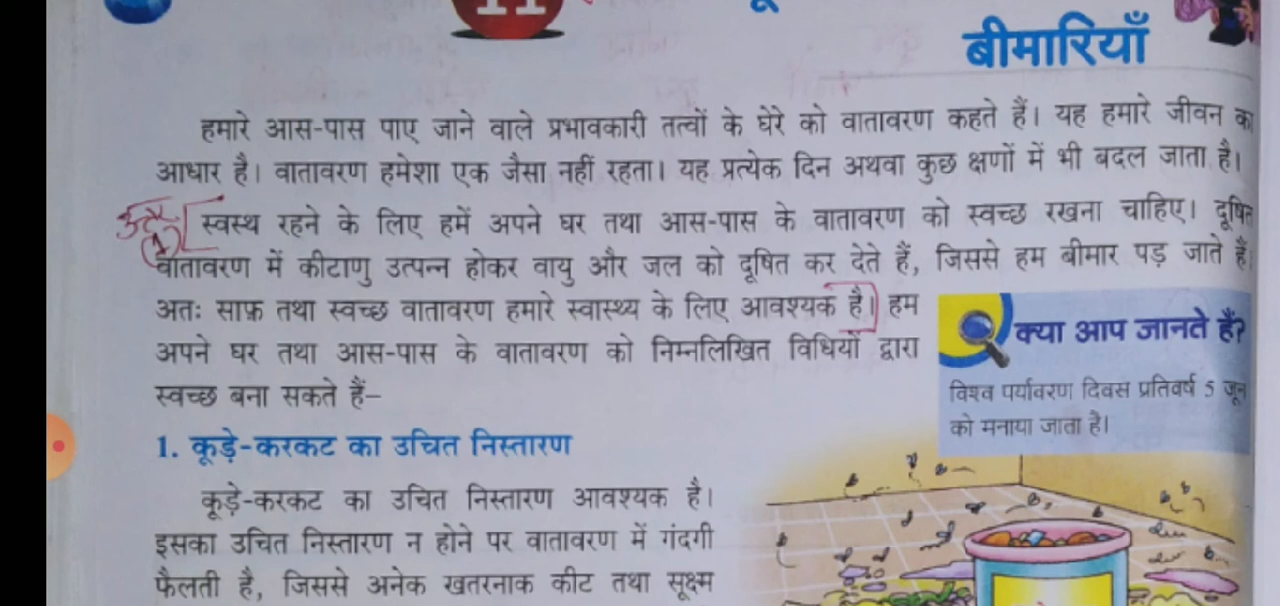 11
बीमारियाँ
हमारे आस-पास पाए जाने वाले प्रभावकारी तत्वों के घेरे को वातावरण कहते हैं। यह हमारे जीवन का
आधार है। वातावरण हमेशा एक जैसा नहीं रहता। यह प्रत्येक दिन अथवा कुछ क्षणों में भी बदल जाता है।
स्वस्थ रहने के लिए हमें अपने घर तथा आस-पास के वातावरण को स्वच्छ रखना चाहिए। दूषित
वातावरण में कीटाणु उत्पन्न होकर वायु और जल को दूषित कर देते हैं, जिससे हम बीमार पड़ जाते हैं।
अतः साफ़ तथा स्वच्छ वातावरण हमारे स्वास्थ्य के लिए आवश्यक है। हम
अपने घर तथा आस-पास के वातावरण को निम्नलिखित विधियों द्वारा
स्वच्छ बना सकते हैं–
क्या आप जानते हैं?
विश्व पर्यावरण दिवस प्रतिवर्ष 5 जून
को मनाया जाता है।
1. कूड़े-करकट का उचित निस्तारण
कूड़े-करकट का उचित निस्तारण आवश्यक है।
इसका उचित निस्तारण न होने पर वातावरण में गंदगी
फैलती है, जिससे अनेक खतरनाक कीट तथा सूक्ष्म